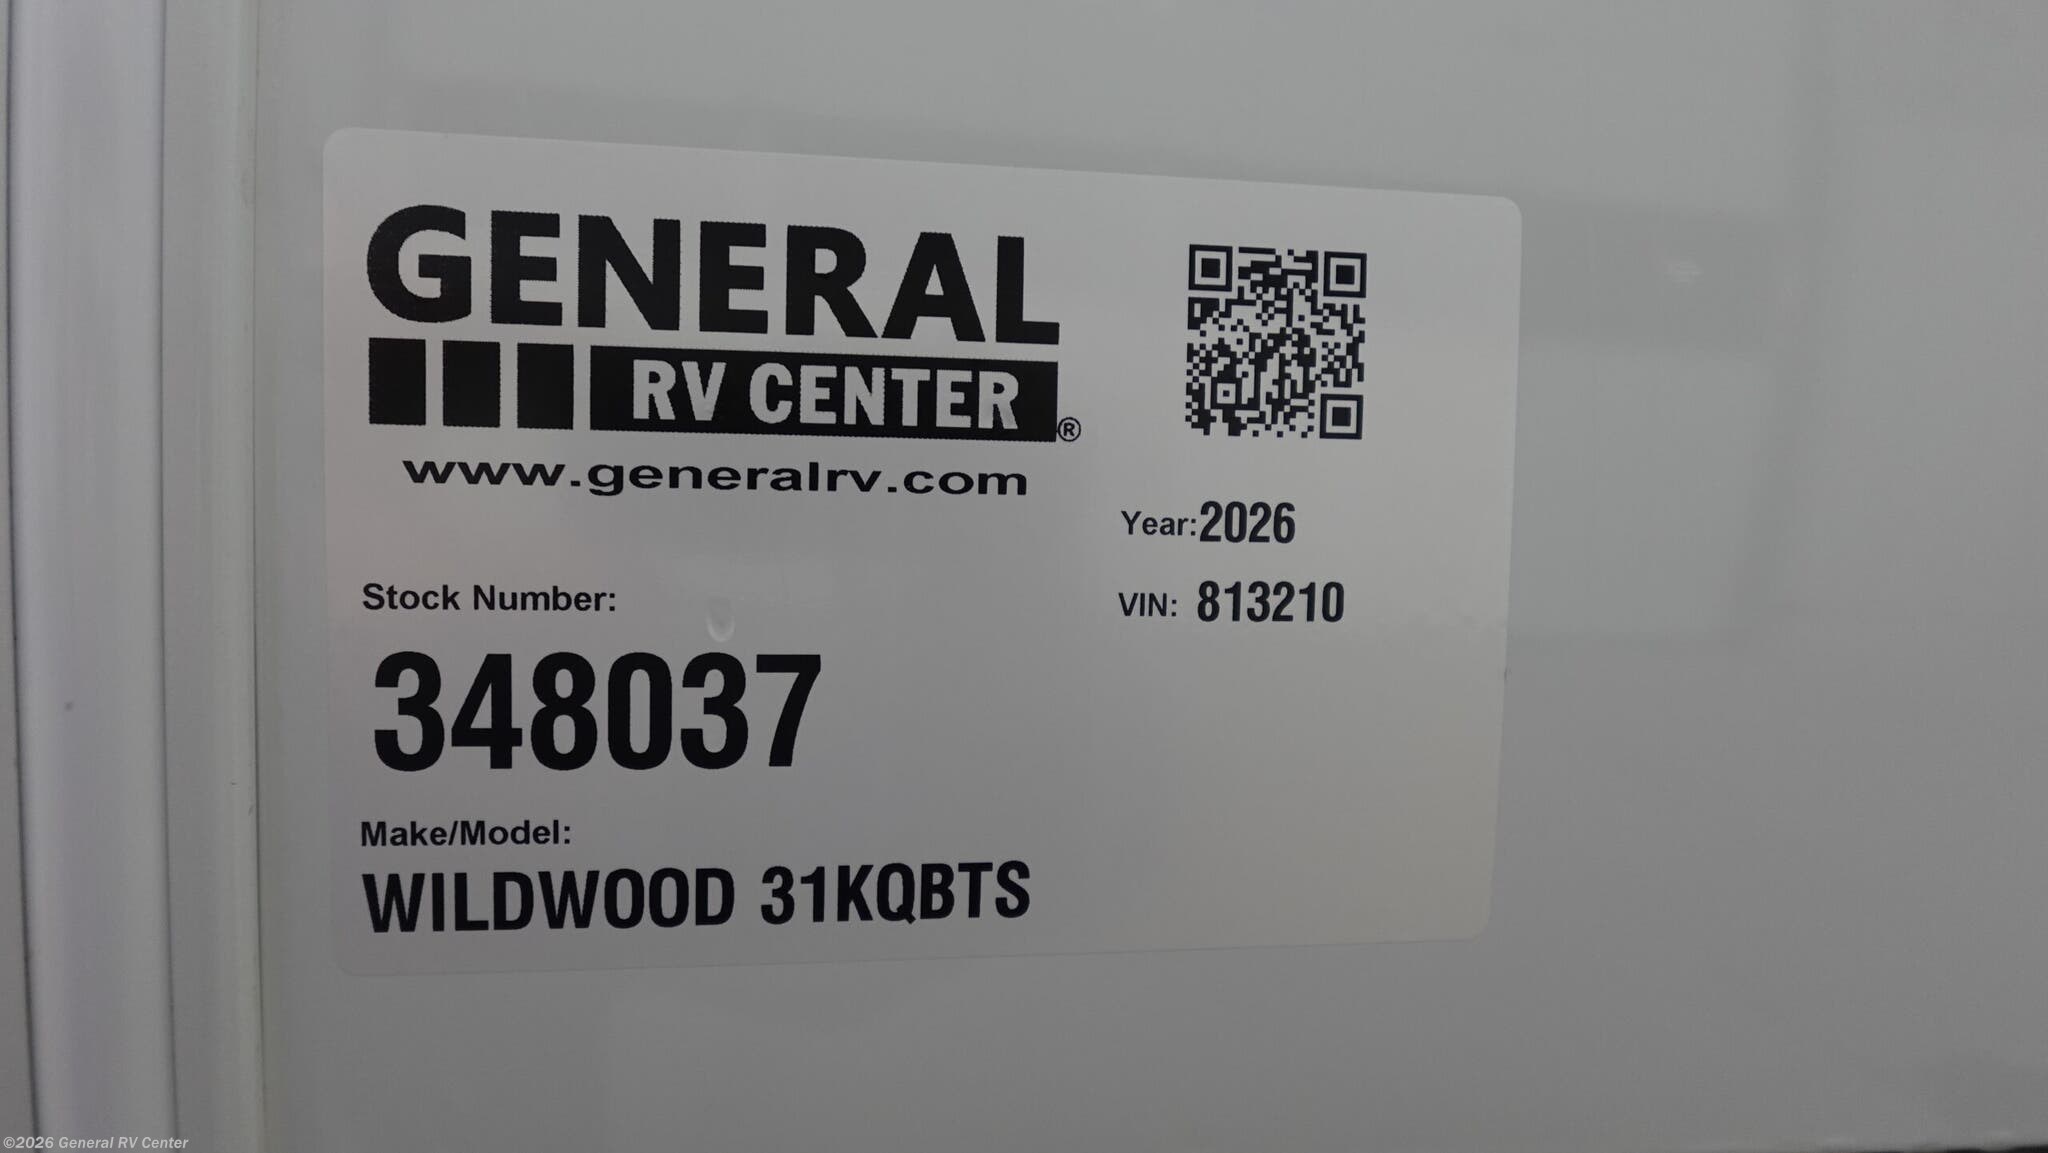 GENERAL
RV CENTER®
www.generalrv.com
Year:2026
VIN: 813210
Stock Number:
348037
Make/Model:
WILDWOOD 31KQBTS
©2026 General RV Center